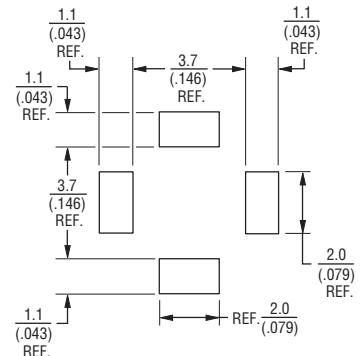 1.1
(.043)
REF.
3.7
(.146)
REF.
1.1
(.043)
REF.
1.1
(.043)
REF.
3.7
(.146)
REF.
2.0
(.079)
REF.
1.1
(.043)
REF.
REF. 2.0
(.079)